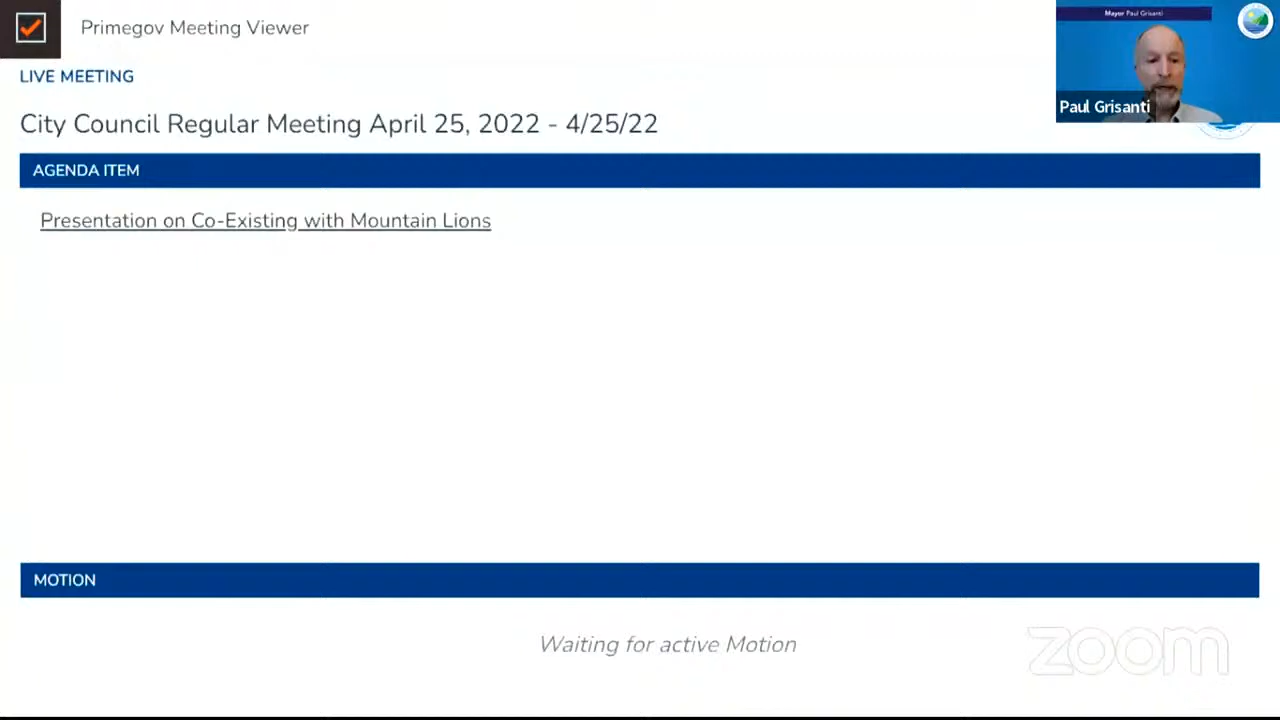 Primegov Meeting Viewer
Mayor Paul Grisanti
LIVE MEETING
Paul Grisanti
City Council Regular Meeting April 25, 2022 - 4/25/22
AGENDA ITEM
Presentation on Co-Existing with Mountain Lions
MOTION
Waiting for active Motion
zoom